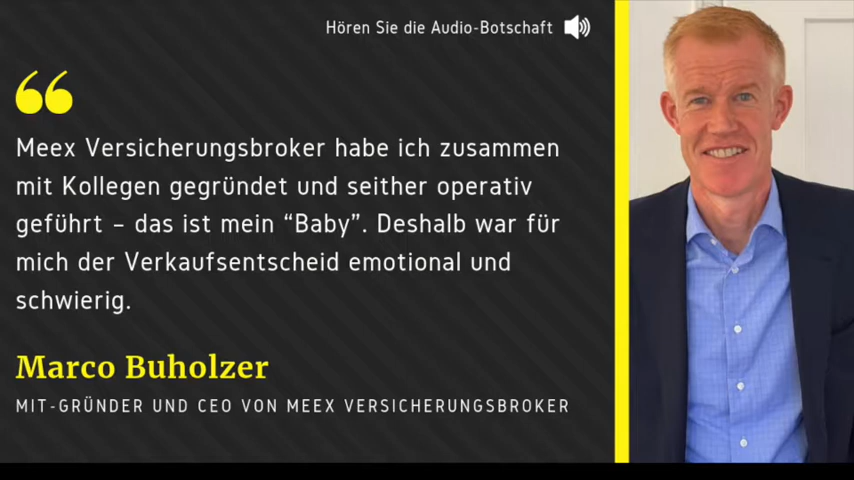 Hören Sie die Audio-Botschaft
“
Meex Versicherungsbroker habe ich zusammen
mit Kollegen gegründet und seither operativ
geführt – das ist mein “Baby”. Deshalb war für
mich der Verkaufsentscheid emotional und
schwierig.
Marco Buholzer
MIT-GRÜNDER UND CEO VON MEEX VERSICHERUNGSBROKER